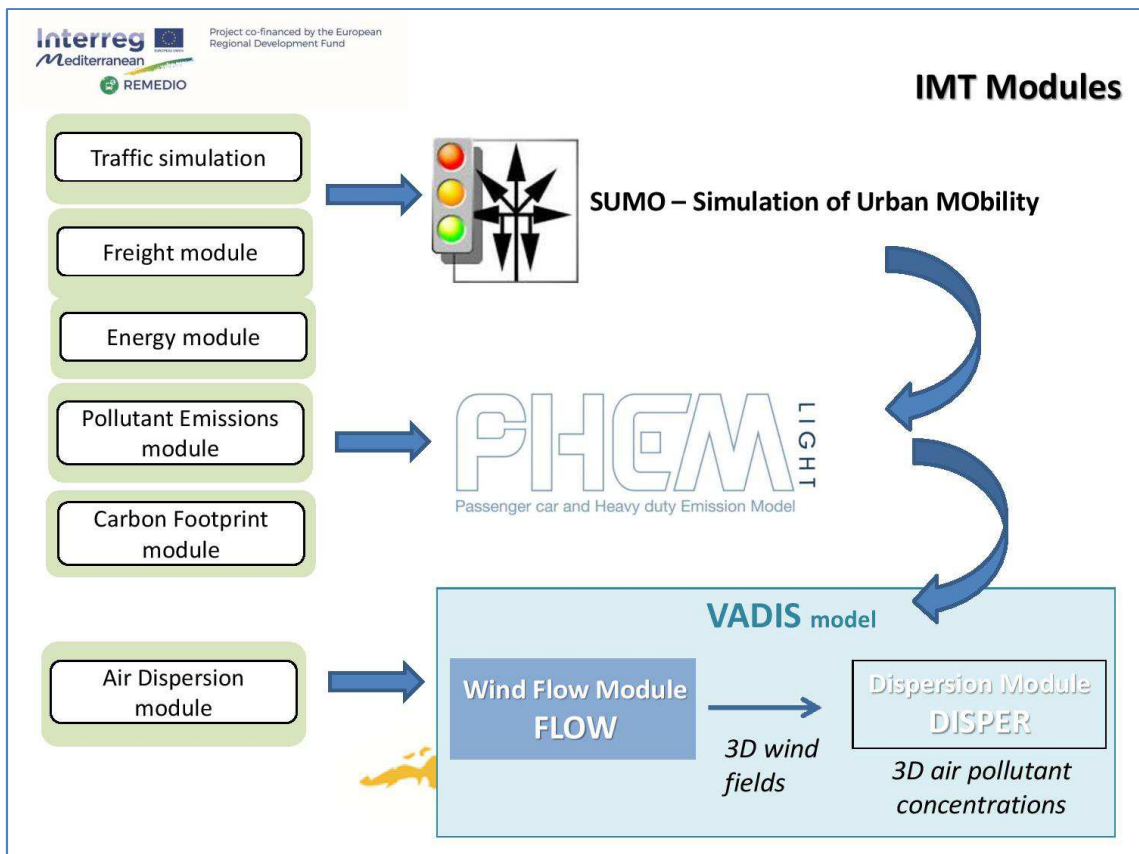 Interreg
Mediterranean
EUROPEAN UNION
REMEDIO
Project co-financed by the European
Regional Development Fund
IMT Modules
Traffic simulation
Freight module
Energy module
Pollutant Emissions
module
Carbon Footprint
module
Air Dispersion
module
SUMO – Simulation of Urban MObility
PHEM
LIGHT
Passenger car and Heavy duty Emission Model
VADIS model
Wind Flow Module
FLOW
3D wind
fields
Dispersion Module
DISPER
3D air pollutant
concentrations